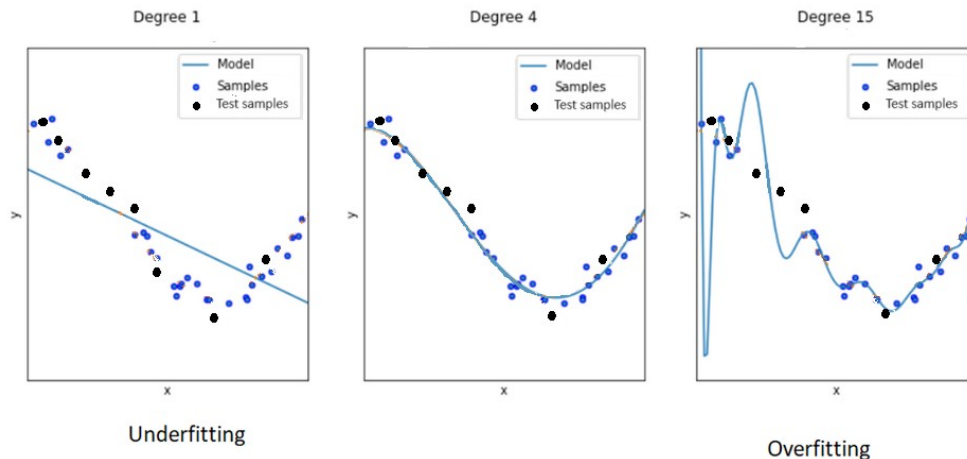 Degree 1
Model
Samples
Test samples
y
x
Underfitting
Degree 4
Model
Samples
Test samples
y
x
Degree 15
Model
Samples
Test samples
y
x
Overfitting